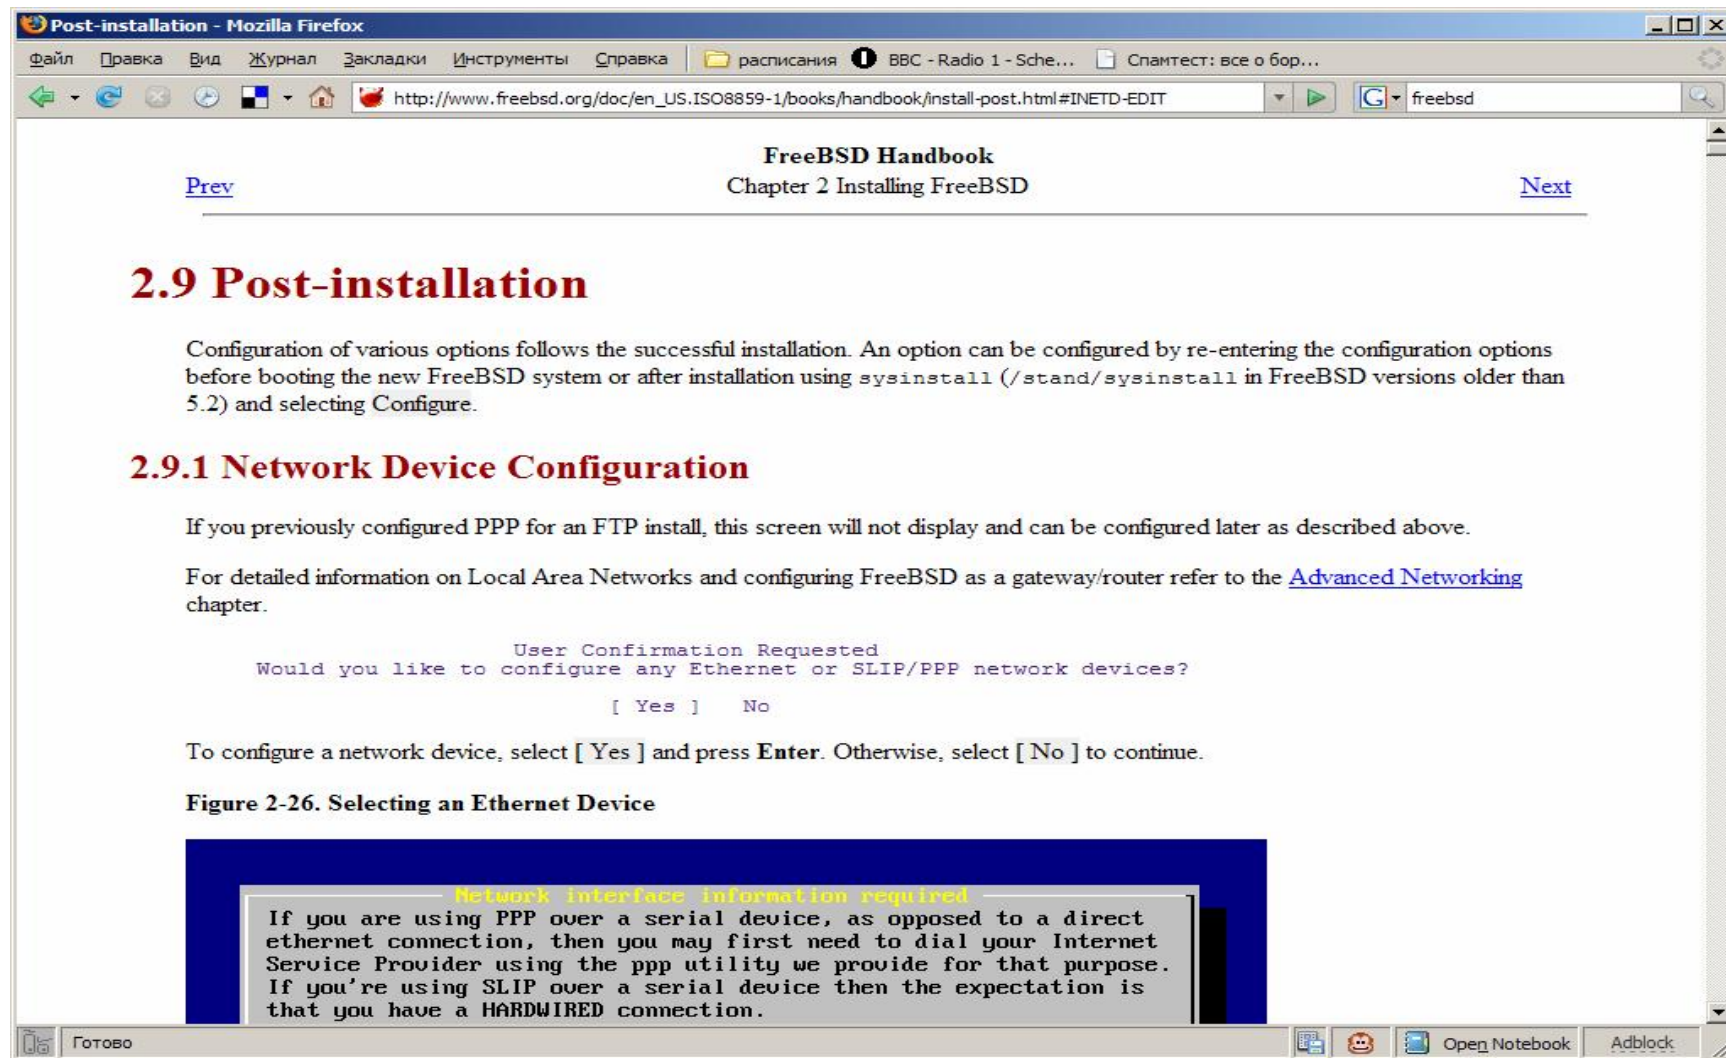 Post-installation - Mozilla Firefox
Файл Правка Вид Журнал Закладки Инструменты Справка расписания BBC - Radio 1 - Sche... Спамтест: все о бор...
http://www.freebsd.org/doc/en_US.ISO8859-1/books/handbook/install-post.html#INETD-EDIT G freebsd
FreeBSD Handbook
Prev Chapter 2 Installing FreeBSD Next
2.9 Post-installation
Configuration of various options follows the successful installation. An option can be configured by re-entering the configuration options
before booting the new FreeBSD system or after installation using sysinstall (/stand/sysinstall in FreeBSD versions older than
5.2) and selecting Configure.
2.9.1 Network Device Configuration
If you previously configured PPP for an FTP install, this screen will not display and can be configured later as described above.
For detailed information on Local Area Networks and configuring FreeBSD as a gateway/router refer to the Advanced Networking
chapter.
User Confirmation Requested
Would you like to configure any Ethernet or SLIP/PPP network devices?
[ Yes ] No
To configure a network device, select [ Yes ] and press Enter. Otherwise, select [ No ] to continue.
Figure 2-26. Selecting an Ethernet Device
Network interface information required
If you are using PPP over a serial device, as opposed to a direct
ethernet connection, then you may first need to dial your Internet
Service Provider using the ppp utility we provide for that purpose.
If you're using SLIP over a serial device then the expectation is
that you have a HARDWIRED connection.
Готово Open Notebook Adblock